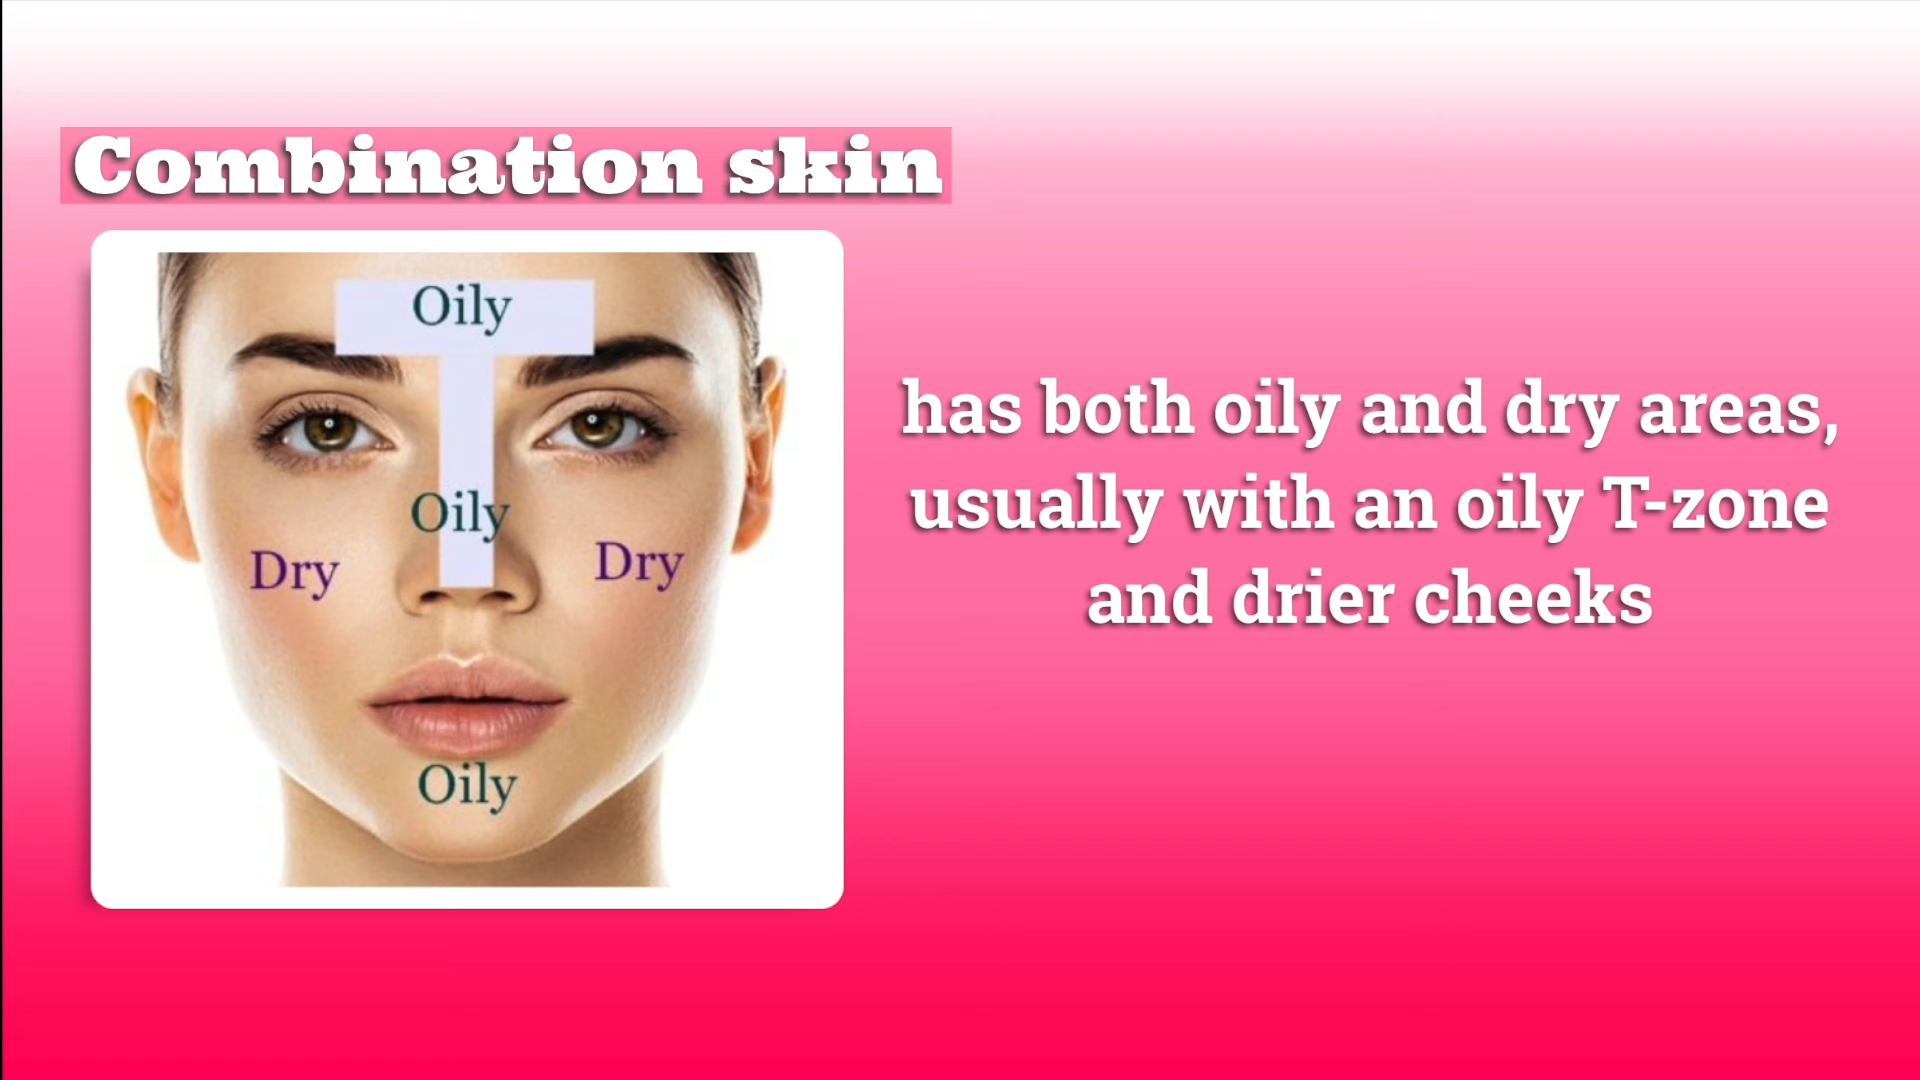 Combination skin
Oily
Oily
Dry
Dry
Oily
has both oily and dry areas,
usually with an oily T-zone
and drier cheeks